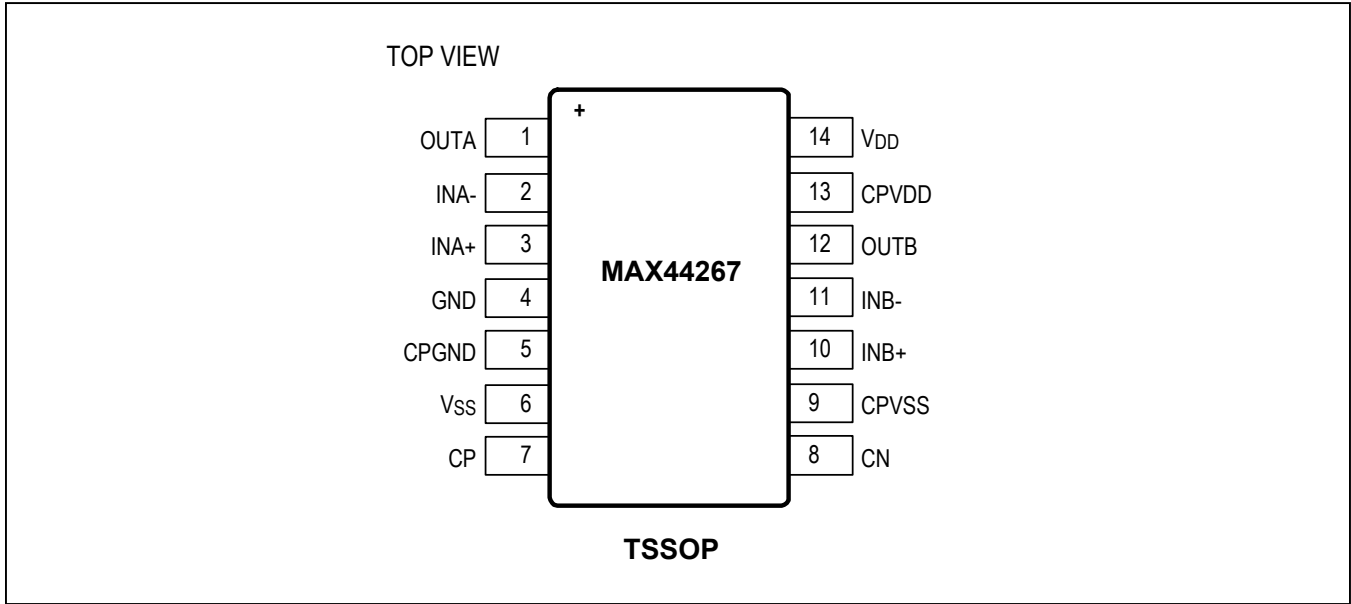 TOP VIEW
+
OUTA 1 14 VDD
INA- 2 13 CPVDD
INA+ 3 12 OUTB
MAX44267
GND 4 11 INB-
CPGND 5 10 INB+
VSS 6 9 CPVSS
CP 7 8 CN
TSSOP